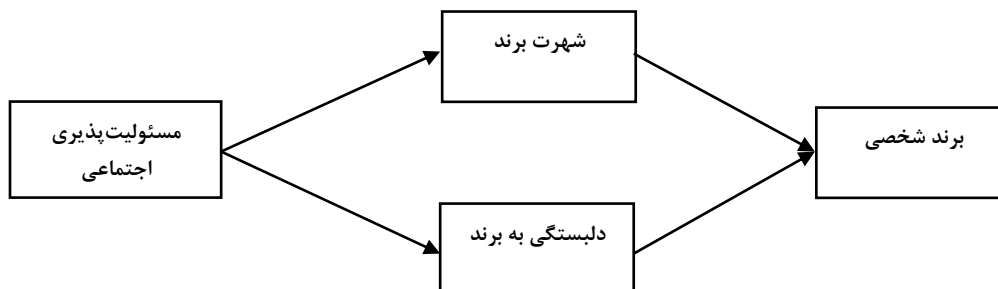 شهرت برند
مسئولیت‌پذیری
اجتماعی
برند شخصی
دلبستگی به برند